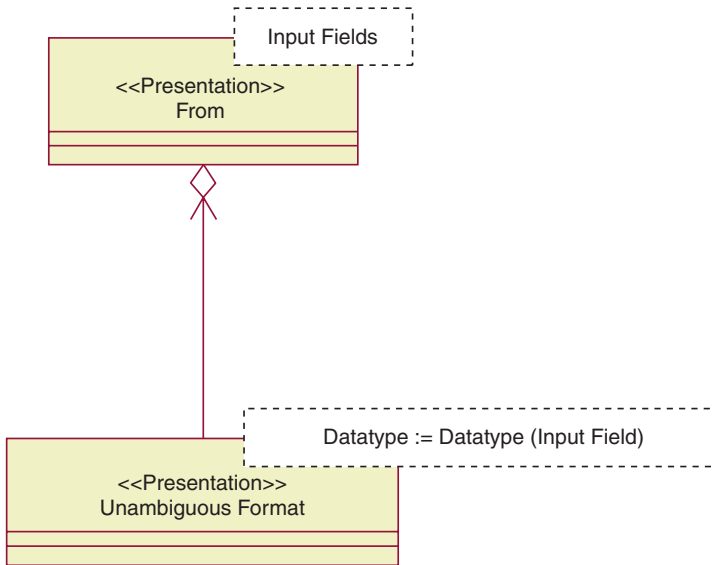 Input Fields
<<Presentation>>
From
Datatype := Datatype (Input Field)
<<Presentation>>
Unambiguous Format